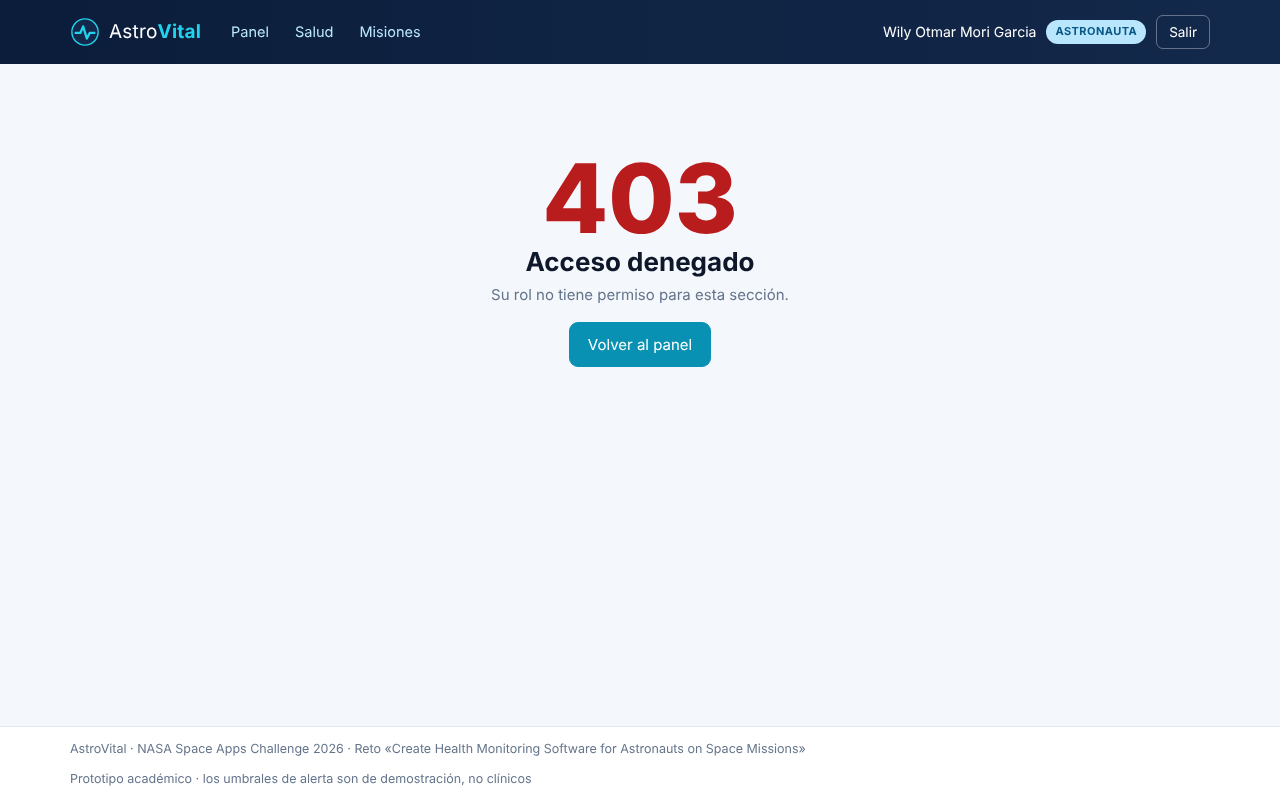 AstroVital Panel Salud Misiones Wily Otmar Mori Garcia ASTRONAUTA Salir
403
Acceso denegado
Su rol no tiene permiso para esta sección.
Volver al panel
AstroVital · NASA Space Apps Challenge 2026 · Reto «Create Health Monitoring Software for Astronauts on Space Missions»
Prototipo académico · los umbrales de alerta son de demostración, no clínicos